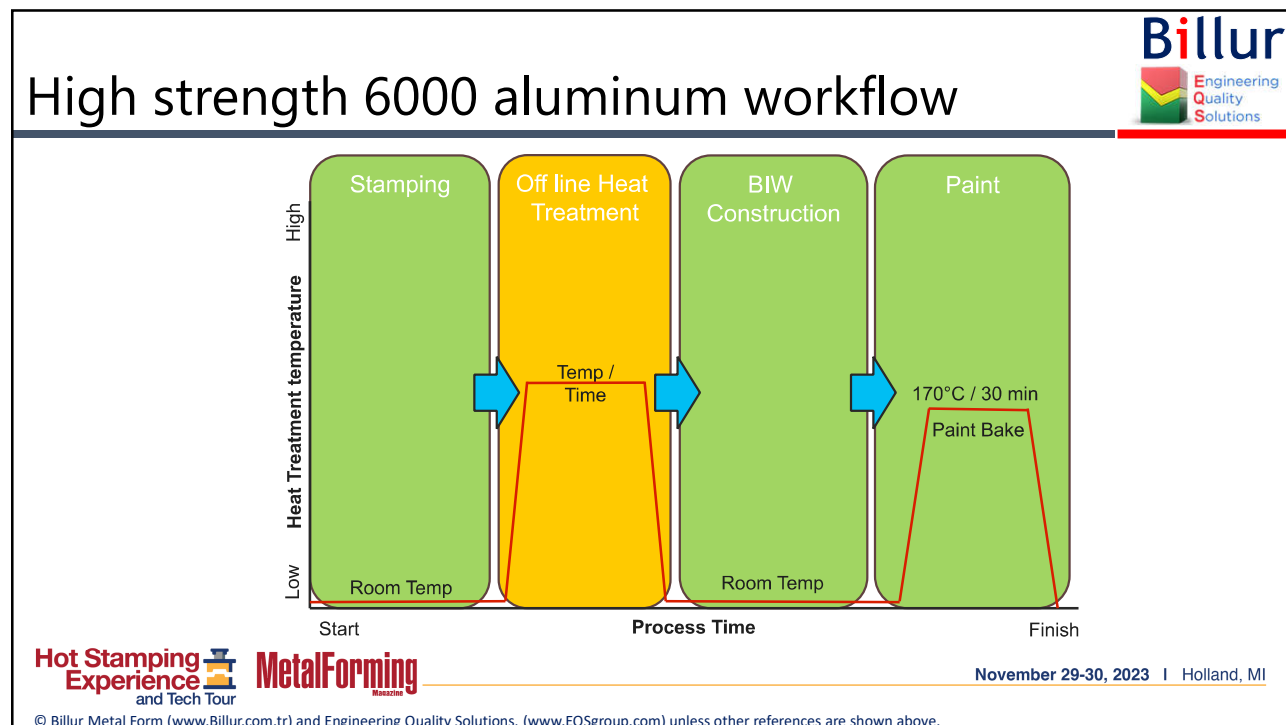 Billur
Engineering
Quality
Solutions
High strength 6000 aluminum workflow
Stamping
Off line Heat
Treatment
BIW
Construction
Paint
High
Heat Treatment temperature
Low
Temp /
Time
170°C / 30 min
Paint Bake
Room Temp
Room Temp
Start
Process Time
Finish
Hot Stamping
Experience
and Tech Tour
MetalForming
Magazine
November 29-30, 2023 I Holland, MI
© Billur Metal Form (www.Billur.com.tr) and Engineering Quality Solutions, (www.EQSgroup.com) unless other references are shown above.